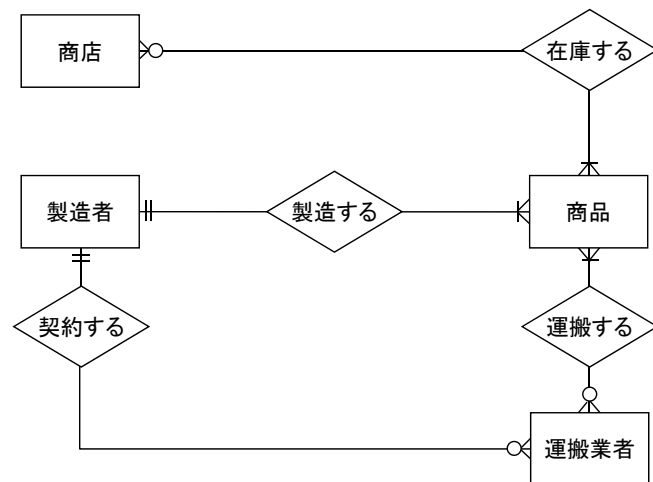 商店
在庫する
製造者
製造する
商品
契約する
運搬する
運搬業者